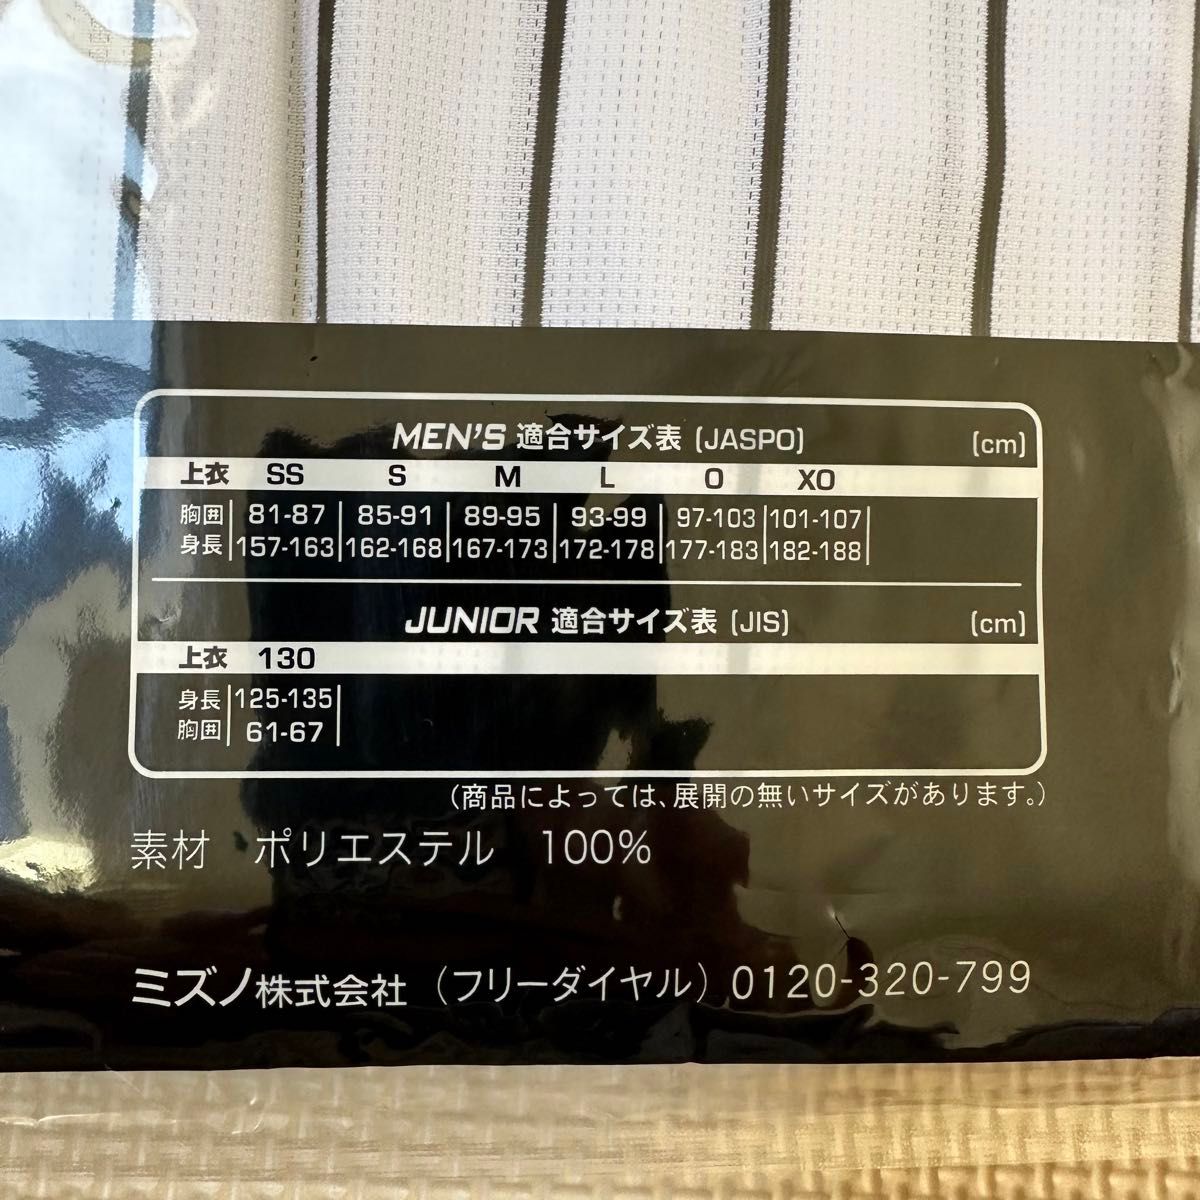 MEN'S 適合サイズ表 (JASPO) (cm)
上衣 SS S M L O XO
胸囲 81-87 85-91 89-95 93-99 97-103 101-107
身長 157-163 162-168 167-173 172-178 177-183 182-188
JUNIOR 適合サイズ表 (JIS) (cm)
上衣 130
身長 125-135
胸囲 61-67
(商品によっては、展開の無いサイズがあります。)
素材 ポリエステル 100%
ミズノ株式会社 (フリーダイヤル) 0120-320-799